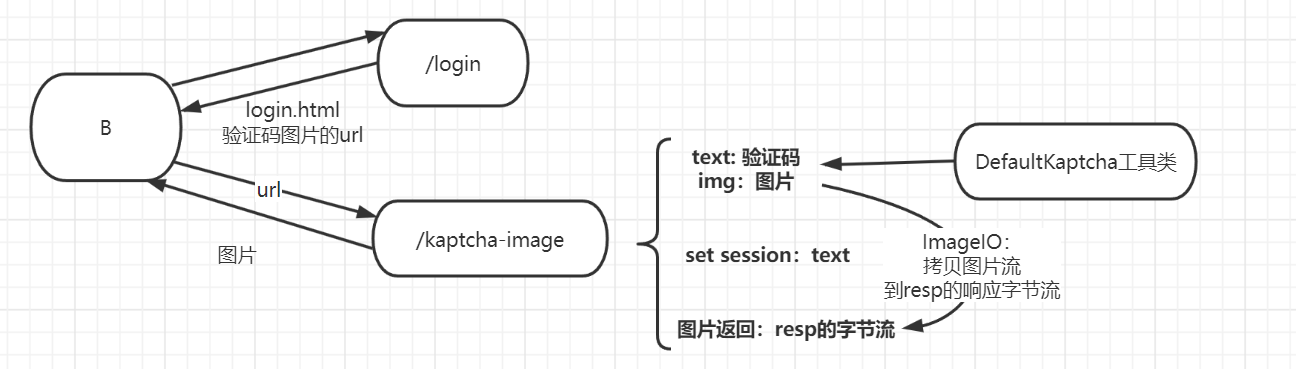 /login
B
login.html
验证码图片的url
url
图片
/kaptcha-image
text: 验证码
img：图片
set session：text
图片返回：resp的字节流
DefaultKaptcha工具类
ImageIO：
拷贝图片流
到resp的响应字节流